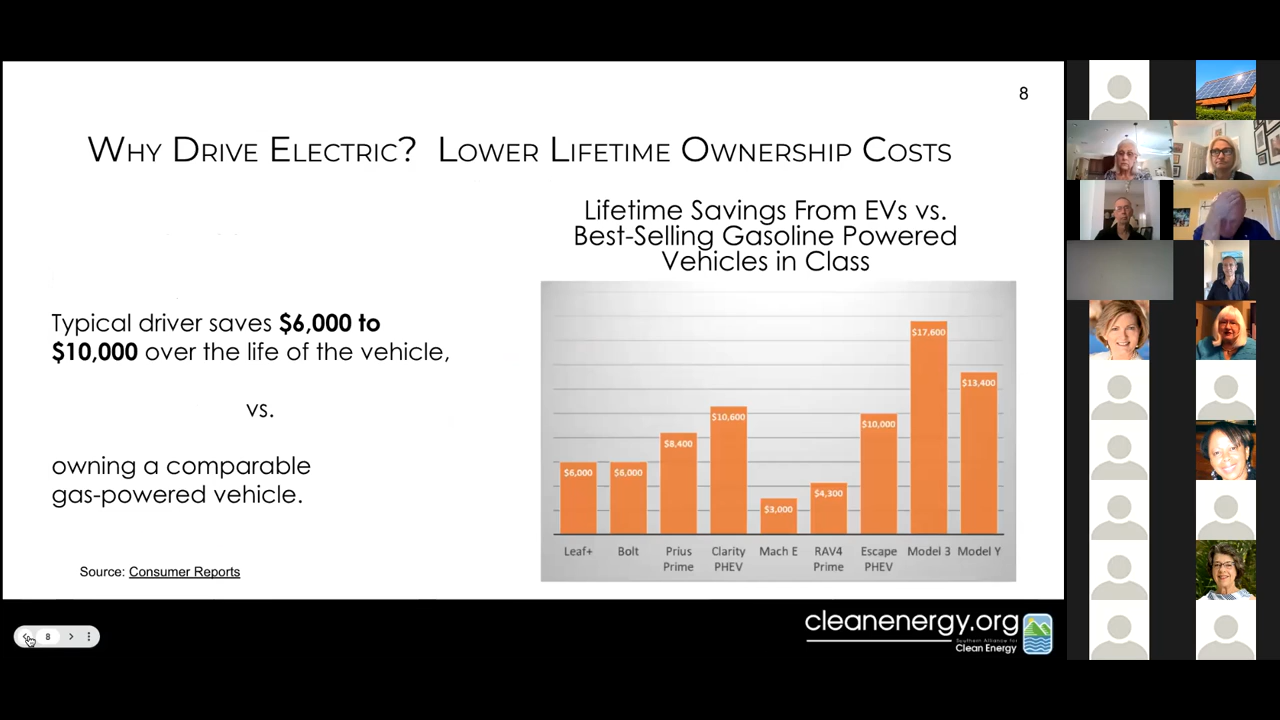 8
Why Drive Electric? Lower Lifetime Ownership Costs
Typical driver saves $6,000 to
$10,000 over the life of the vehicle,
vs.
owning a comparable
gas-powered vehicle.
Source: Consumer Reports
Lifetime Savings From EVs vs.
Best-Selling Gasoline Powered
Vehicles in Class
$6,000
$6,000
$8,400
$10,600
$3,000
$4,300
$10,000
$17,600
$13,400
Leaf+
Bolt
Prius
Prime
Clarity
PHEV
Mach E
RAV4
Prime
Escape
PHEV
Model 3
Model Y
8
cleanenergy.org
Southern Alliance for
Clean Energy